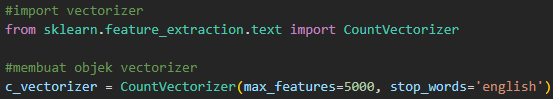 #import vectorizer
from sklearn.feature_extraction.text import CountVectorizer
#membuat objek vectorizer
c_vectorizer = CountVectorizer(max_features=5000, stop_words='english')